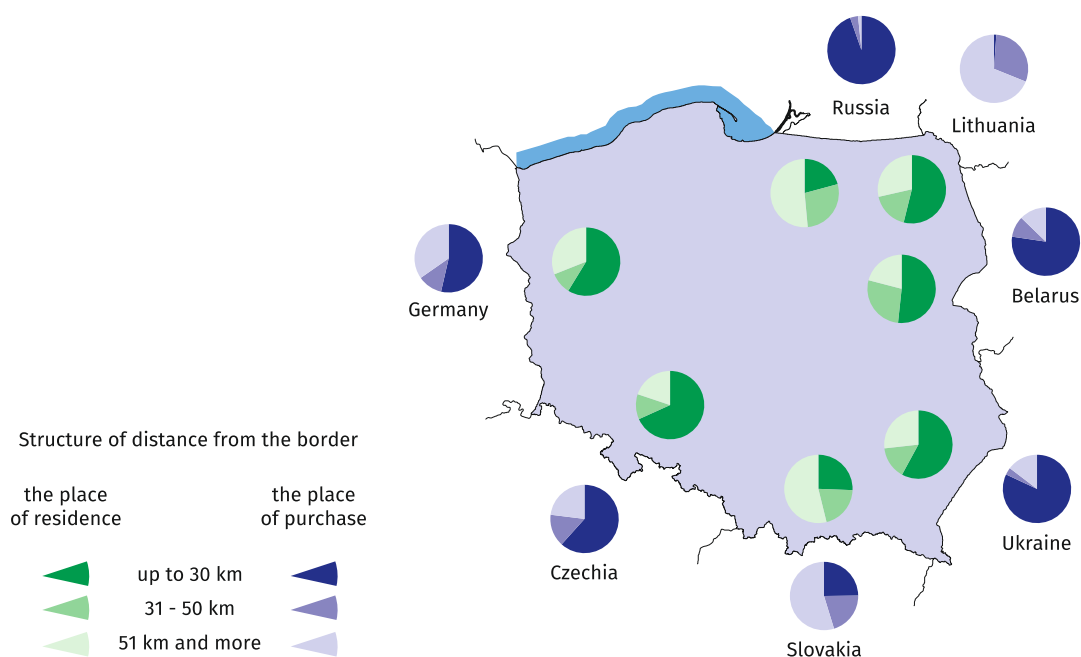 Russia
Lithuania
Germany
Belarus
Structure of distance from the border
the place
of residence
the place
of purchase
up to 30 km
31 - 50 km
51 km and more
Czechia
Ukraine
Slovakia